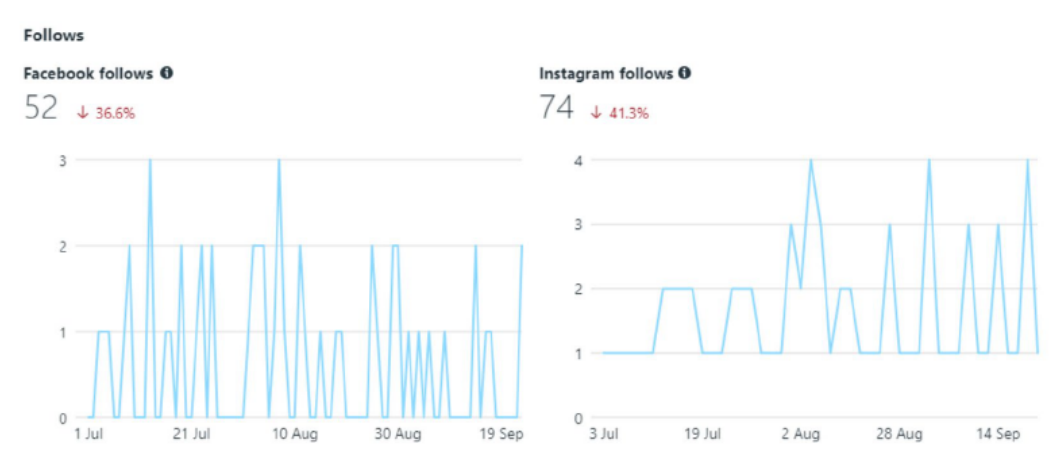 Follows
Facebook follows
52 ↓ 36.6%
3
2
1
0
1 Jul 21 Jul 10 Aug 30 Aug 19 Sep
Instagram follows
74 ↓ 41.3%
4
3
2
1
0
3 Jul 19 Jul 2 Aug 28 Aug 14 Sep